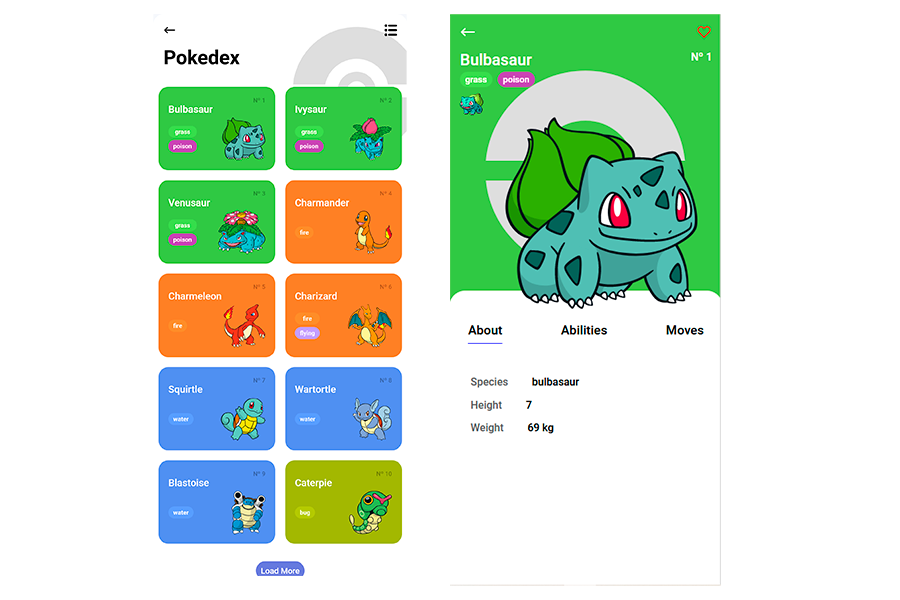 Pokedex
Nº 1
Bulbasaur
grass
poison
Nº 2
Ivysaur
grass
poison
Nº 3
Venusaur
grass
poison
Nº 4
Charmander
fire
Nº 5
Charmeleon
fire
Nº 6
Charizard
fire
flying
Nº 7
Squirtle
water
Nº 8
Wartortle
water
Nº 9
Blastoise
water
Nº 10
Caterpie
bug
Load More
Bulbasaur
Nº 1
grass poison
About Abilities Moves
Species bulbasaur
Height 7
Weight 69 kg